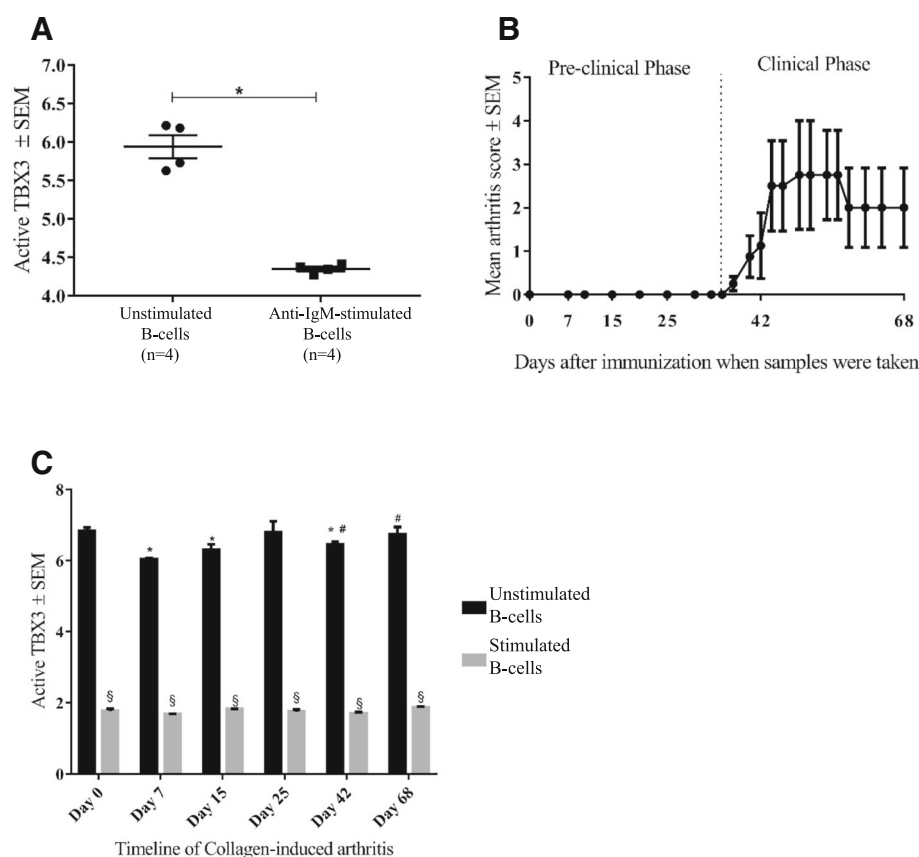 A
Active TBX3 ± SEM
7.0
6.5
6.0
5.5
5.0
4.5
4.0
*
Unstimulated
B-cells
(n=4)
Anti-IgM-stimulated
B-cells
(n=4)
B
Mean arthritis score ± SEM
Pre-clinical Phase
Clinical Phase
5
4
3
2
1
0
0 7 15 25 42 68
Days after immunization when samples were taken
C
Active TBX3 ± SEM
8
6
4
2
0
* * * # #
§ § § § § §
Day 0 Day 7 Day 15 Day 25 Day 42 Day 68
Timeline of Collagen-induced arthritis
Unstimulated
B-cells
Stimulated
B-cells